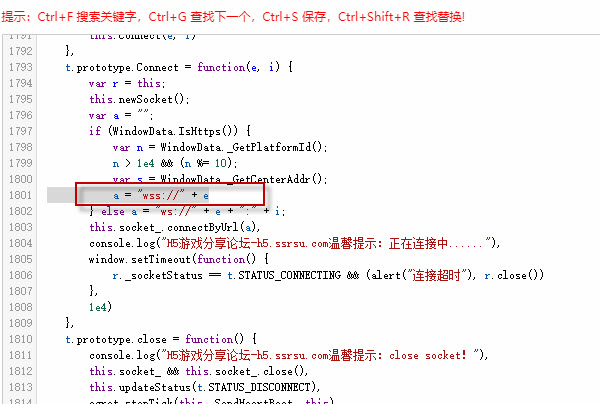 提示：Ctrl+F 搜索关键字，Ctrl+G 查找下一个，Ctrl+S 保存，Ctrl+Shift+R 查找替换!
1791 this.Connect(e, i)
1792 },
1793 t.prototype.Connect = function(e, i) {
1794 var r = this;
1795 this.newSocket();
1796 var a = "";
1797 if (WindowData.IsHttps()) {
1798 var n = WindowData._GetPlatformId();
1799 n > 1e4 && (n %= 10);
1800 var s = WindowData._GetCenterAddr();
1801 a = "wss://" + e
1802 } else a = "ws://" + e + ":" + i;
1803 this.socket_.connectByUrl(a),
1804 console.log("H5游戏分享论坛-h5.ssrsu.com温馨提示：正在连接中......"),
1805 window.setTimeout(function() {
1806 r._socketStatus == t.STATUS_CONNECTING && (alert("连接超时"), r.close())
1807 },
1808 1e4)
1809 },
1810 t.prototype.close = function() {
1811 console.log("H5游戏分享论坛-h5.ssrsu.com温馨提示：close socket！"),
1812 this.socket_ && this.socket_.close(),
1813 this.updateStatus(t.STATUS_DISCONNECT),
1814 egret.stopTick(this._SendHeartBeat, this)